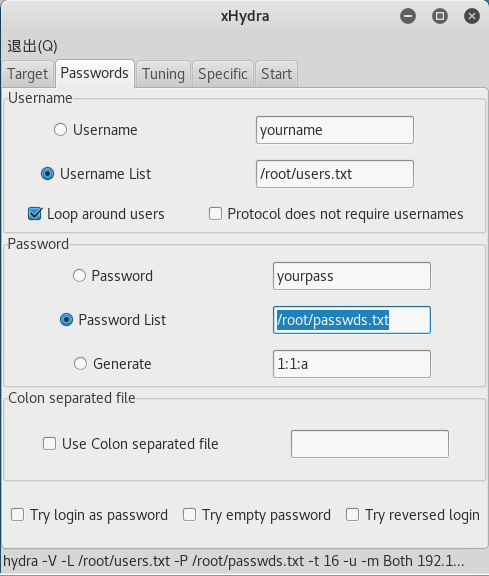 xHydra
退出(Q)
Target Passwords Tuning Specific Start
Username
Username yourname
Username List /root/users.txt
Loop around users Protocol does not require usernames
Password
Password yourpass
Password List /root/passwds.txt
Generate 1:1:a
Colon separated file
Use Colon separated file
Try login as password Try empty password Try reversed login
hydra -V -L /root/users.txt -P /root/passwds.txt -t 16 -u -m Both 192.1...